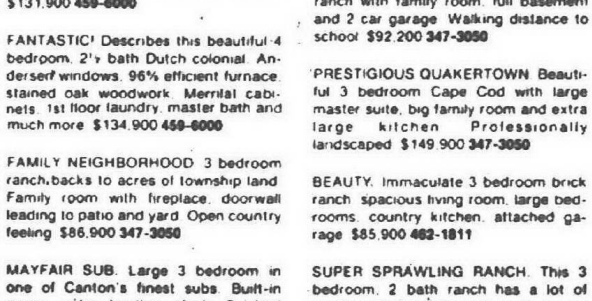 $131,900 459-6000
FANTASTIC! Describes this beautiful 4
bedroom, 2½ bath Dutch colonial. An-
dersen windows, 96% efficient furnace,
stained oak woodwork. Merrilat cabi-
nets. 1st floor laundry, master bath and
much more $134,900 459-6000
FAMILY NEIGHBORHOOD 3 bedroom
ranch, backs to acres of township land
Family room with fireplace, doorwall
leading to patio and yard Open country
feeling $86,900 347-3050
MAYFAIR SUB. Large 3 bedroom in
one of Canton's finest subs. Built-in
ranch with family room, full basement
and 2 car garage Walking distance to
school $92,200 347-3050
PRESTIGIOUS QUAKERTOWN Beauti-
ful 3 bedroom Cape Cod with large
master suite, big family room and extra
large kitchen Professionally
landscaped $149,900 347-3050
BEAUTY. Immaculate 3 bedroom brick
ranch spacious living room, large bed-
rooms, country kitchen, attached ga-
rage $85,900 462-1811
SUPER SPRAWLING RANCH. This 3
bedroom, 2 bath ranch has a lot of